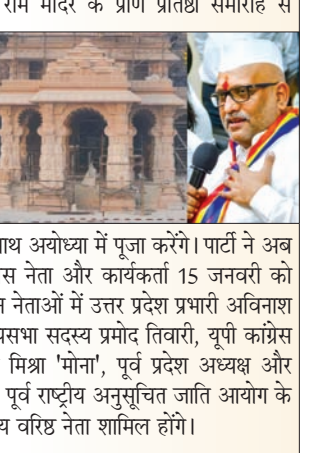 राम मंदिर के प्राण प्रतिष्ठा समारोह से
नाथ अयोध्या में पूजा करेंगे। पार्टी ने अब
नेता और कार्यकर्ता 15 जनवरी को
नेताओं में उत्तर प्रदेश प्रभारी अविनाश
सदस्य प्रमोद तिवारी, यूपी कांग्रेस
मिश्रा 'मोना', पूर्व प्रदेश अध्यक्ष और
पूर्व राष्ट्रीय अनुसूचित जाति आयोग के
वरिष्ठ नेता शामिल होंगे।